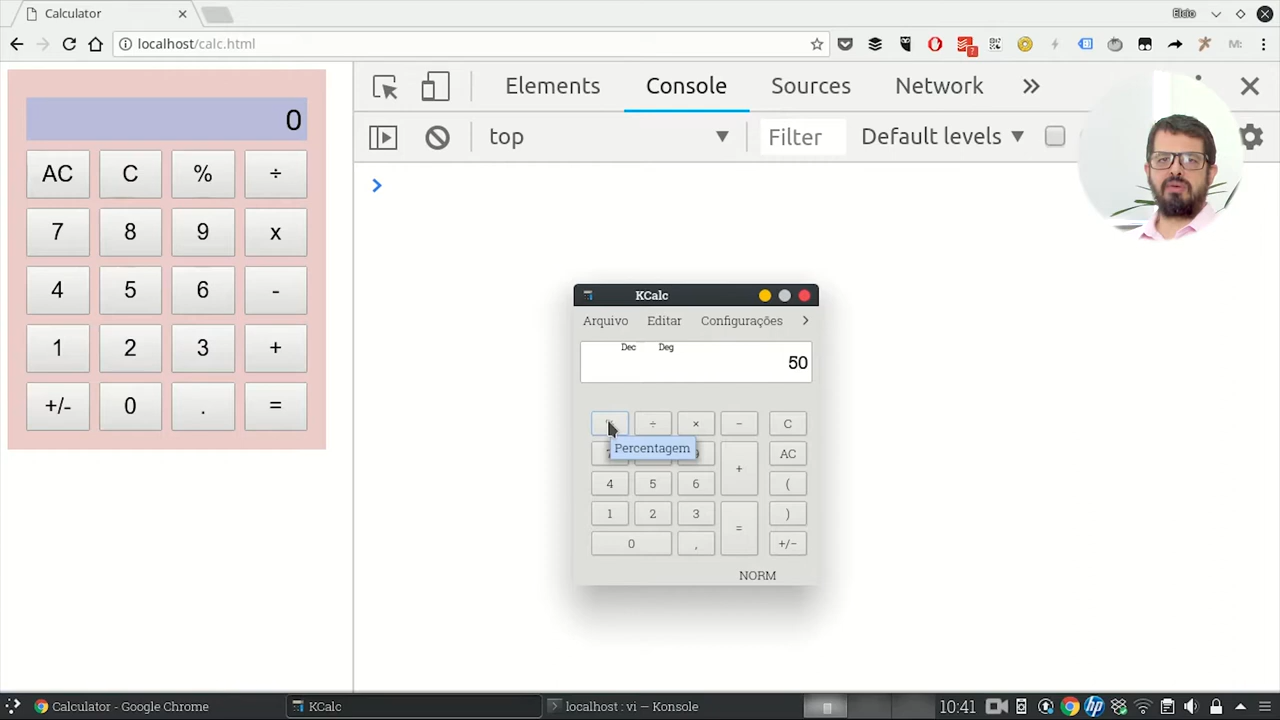 Calculator
Elcio
localhost/calc.html
?
M:
Elements
Console
Sources
Network
top
Filter
Default levels
0
AC
C
%
÷
7
8
9
x
4
5
6
-
1
2
3
+
+/-
0
.
=
KCalc
Arquivo
Editar
Configurações
Dec
Deg
50
÷
×
−
C
Percentagem
+
AC
4
5
6
(
1
2
3
=
)
0
,
+/−
NORM
Calculator - Google Chrome
KCalc
localhost : vi — Konsole
10:41